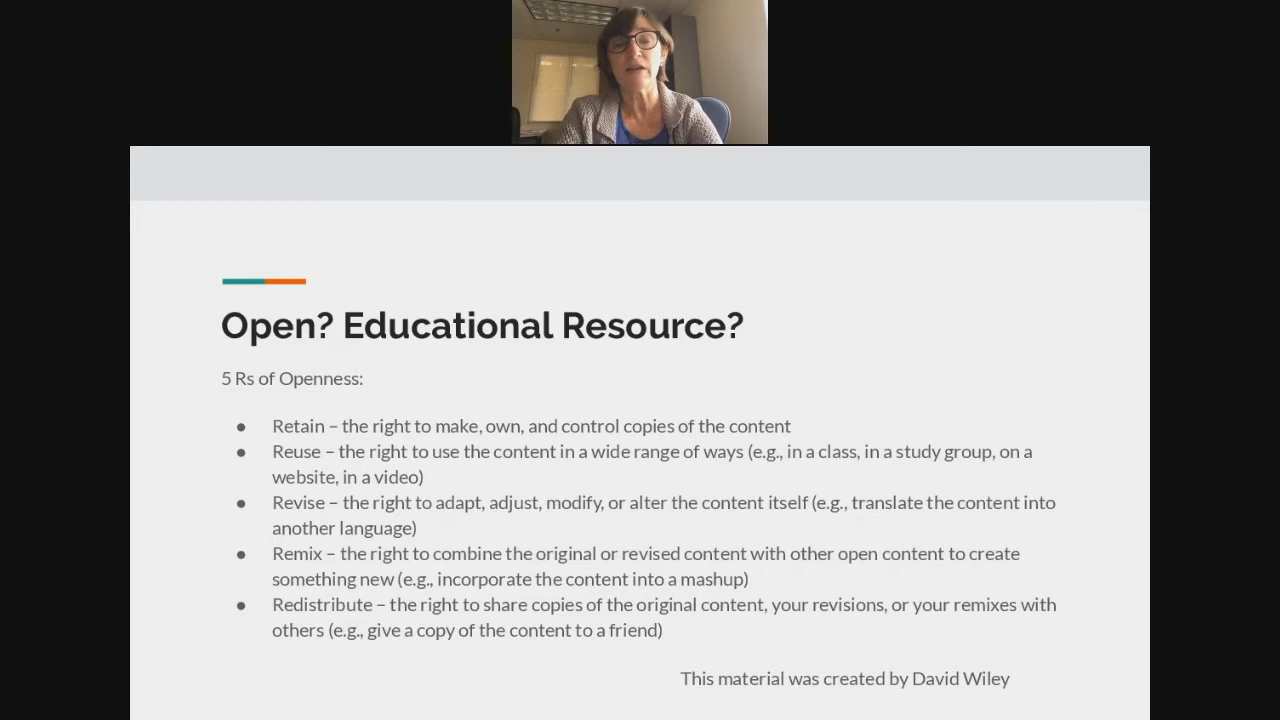 Open? Educational Resource?
5 Rs of Openness:
● Retain – the right to make, own, and control copies of the content
● Reuse – the right to use the content in a wide range of ways (e.g., in a class, in a study group, on a
website, in a video)
● Revise – the right to adapt, adjust, modify, or alter the content itself (e.g., translate the content into
another language)
● Remix – the right to combine the original or revised content with other open content to create
something new (e.g., incorporate the content into a mashup)
● Redistribute – the right to share copies of the original content, your revisions, or your remixes with
others (e.g., give a copy of the content to a friend)
This material was created by David Wiley